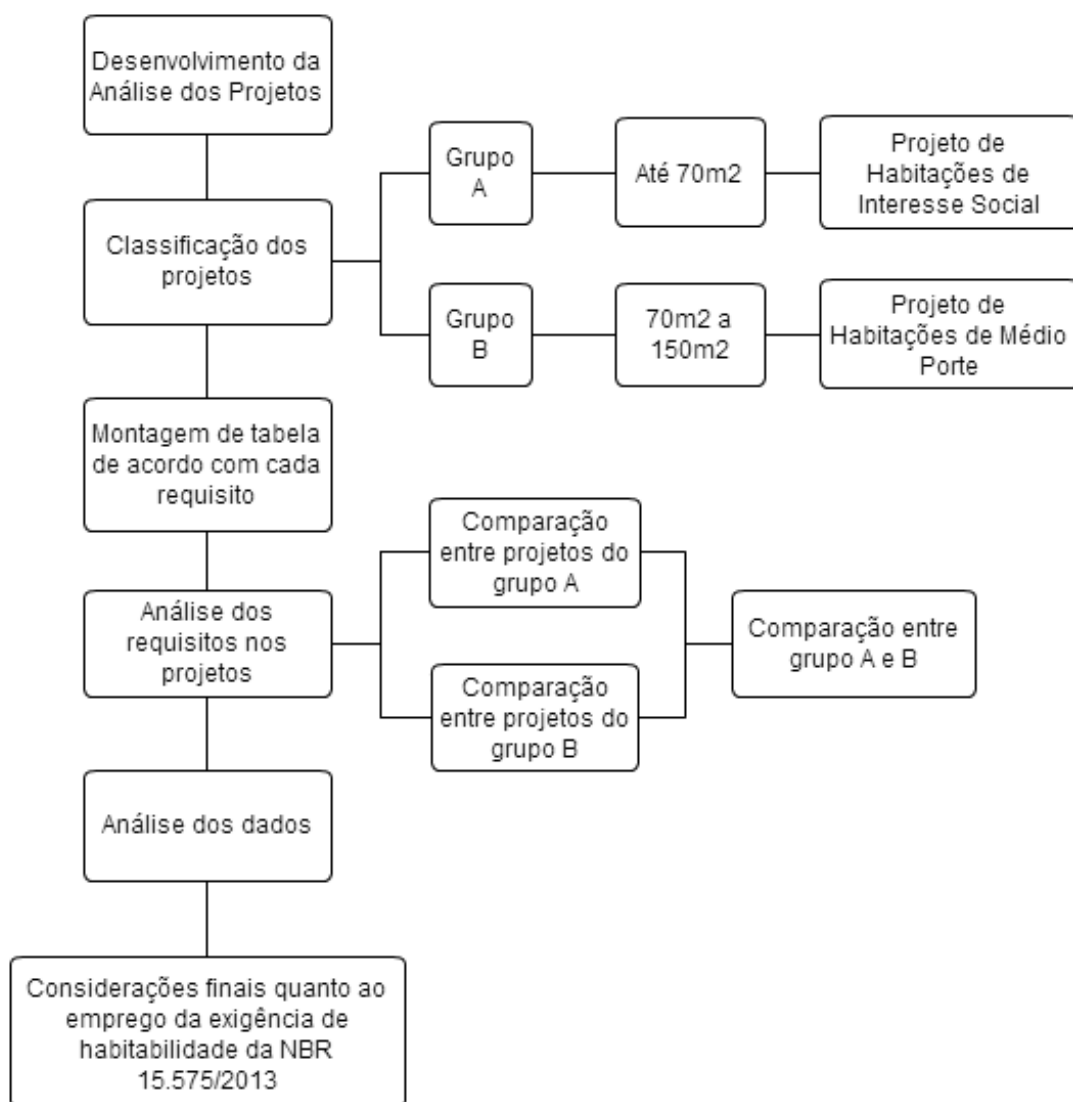 Desenvolvimento da
Análise dos Projetos
Classificação dos
projetos
Grupo
A
Até 70m2
Projeto de
Habitações de
Interesse Social
Grupo
B
70m2 a
150m2
Projeto de
Habitações de Médio
Porte
Montagem de tabela
de acordo com cada
requisito
Análise dos
requisitos nos
projetos
Comparação
entre projetos do
grupo A
Comparação
entre projetos do
grupo B
Comparação entre
grupo A e B
Análise dos dados
Considerações finais quanto ao
emprego da exigência de
habitabilidade da NBR
15.575/2013